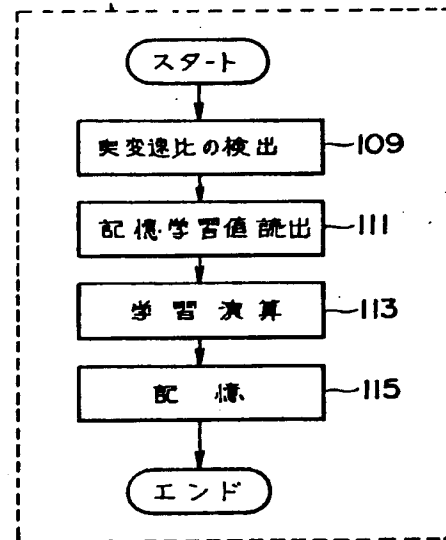 スタート
実変速比の検出
109
記憶・学習値読出
111
学習演算
113
記憶
115
エンド